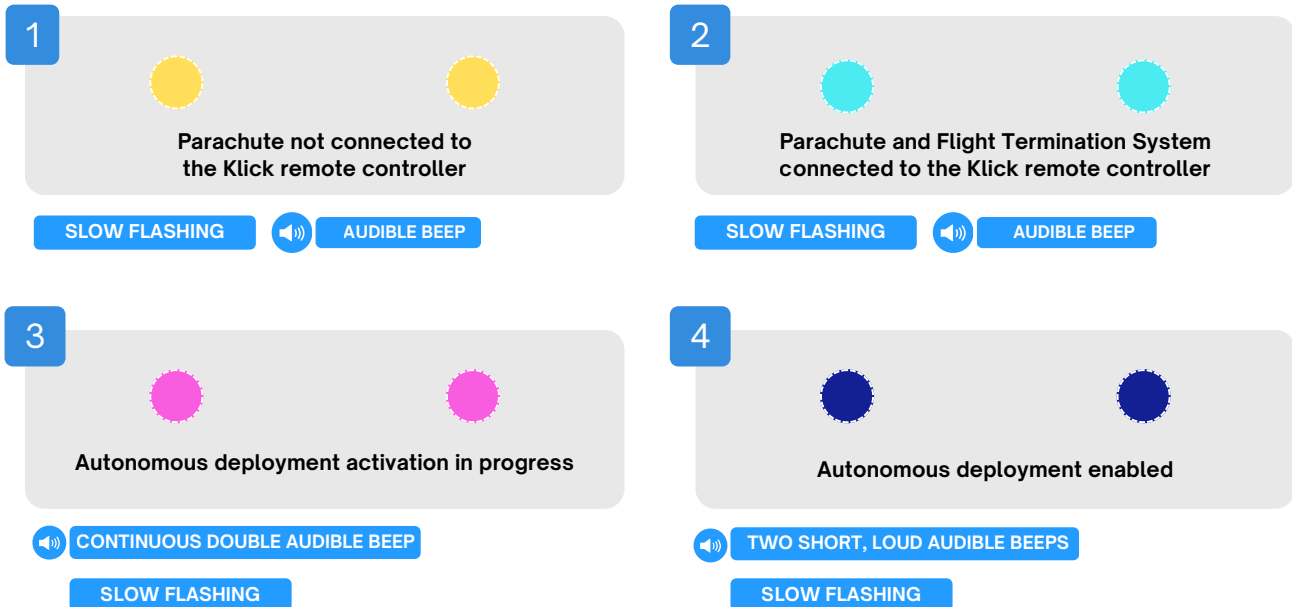 1
Parachute not connected to
the Klick remote controller
SLOW FLASHING
AUDIBLE BEEP
2
Parachute and Flight Termination System
connected to the Klick remote controller
SLOW FLASHING
AUDIBLE BEEP
3
Autonomous deployment activation in progress
CONTINUOUS DOUBLE AUDIBLE BEEP
SLOW FLASHING
4
Autonomous deployment enabled
TWO SHORT, LOUD AUDIBLE BEEPS
SLOW FLASHING